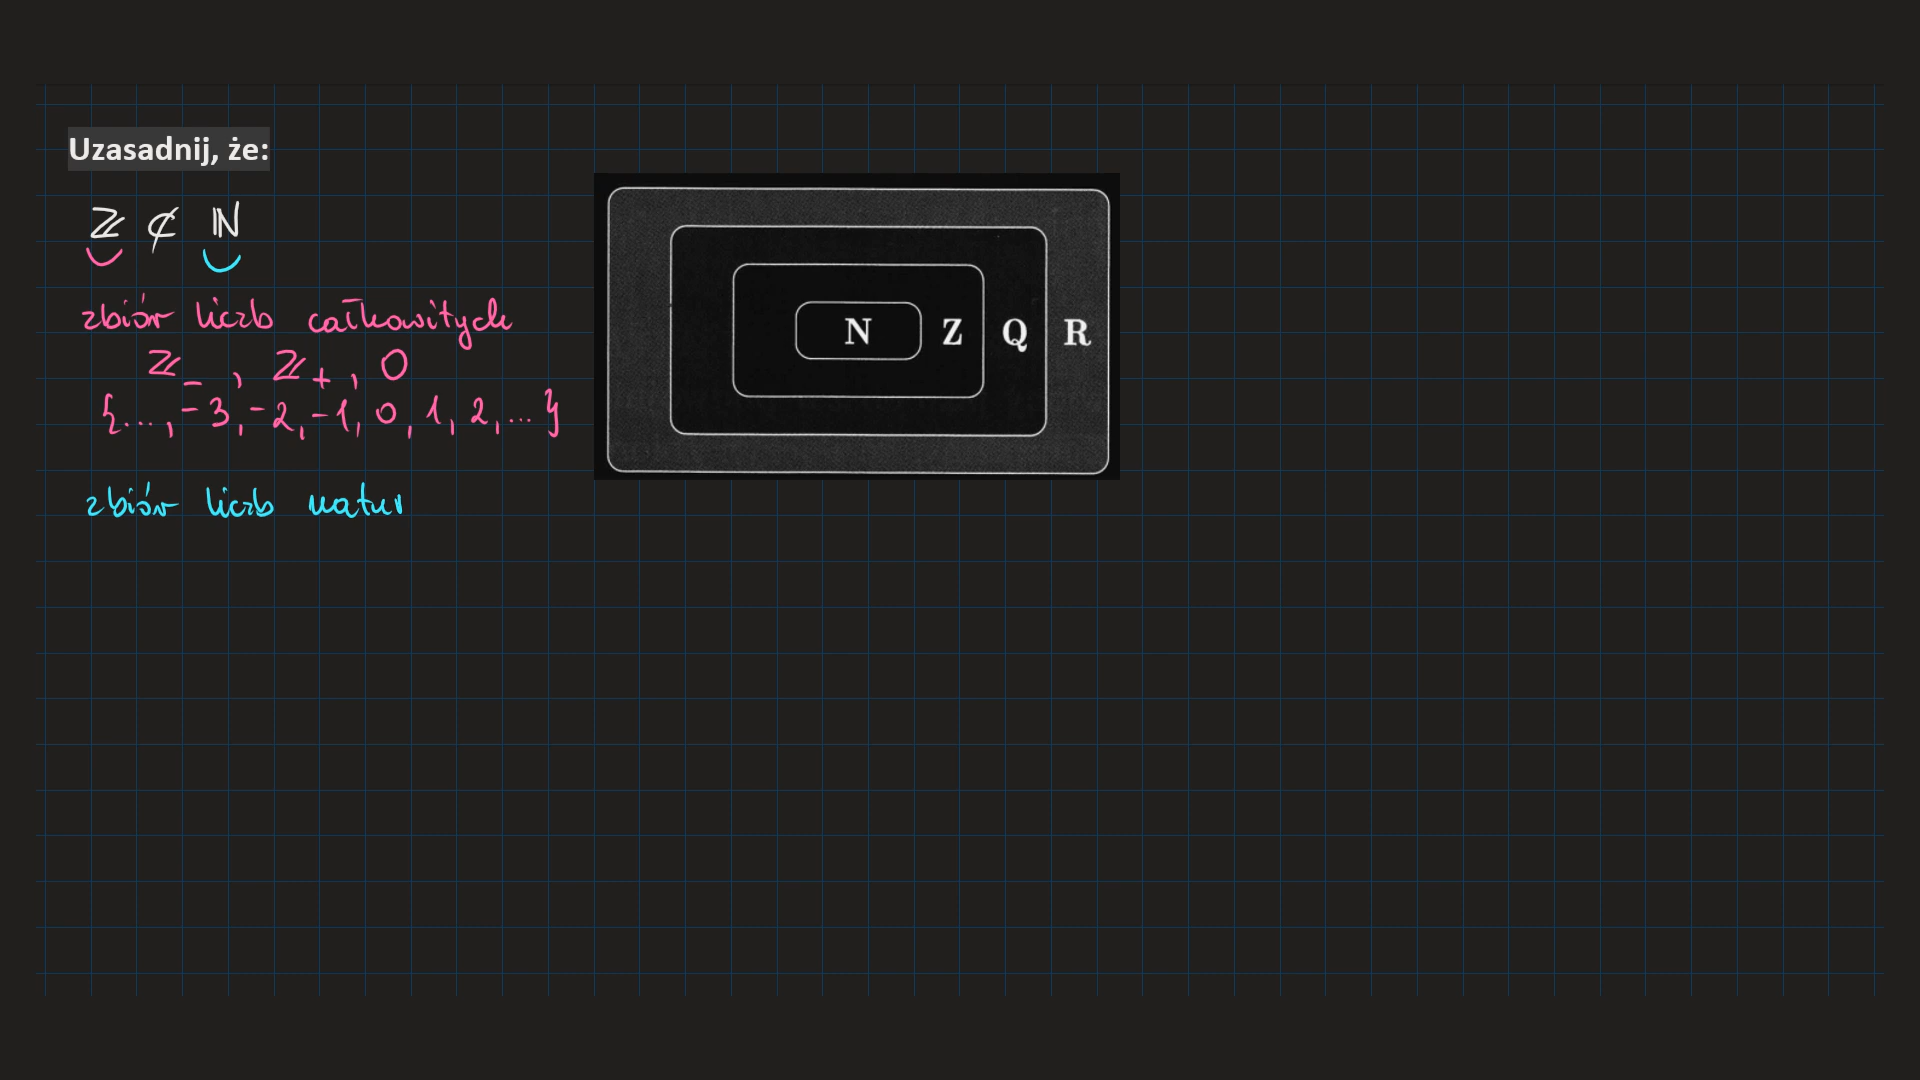 Uzasadnij, że:
ℤ ⊄ ℕ
zbiór liczb całkowitych
ℤ₋ , ℤ₊ , 0
{..., -3, -2, -1, 0, 1, 2, ... }
zbiór liczb natur
N Z Q R